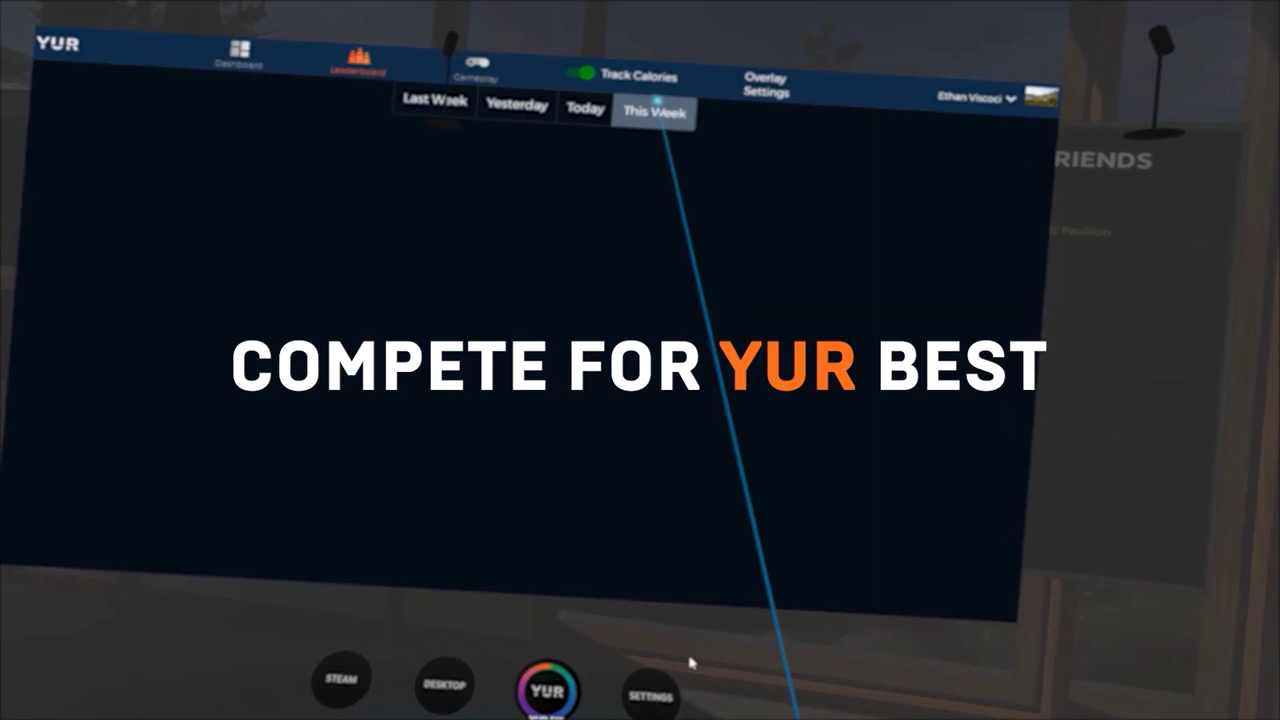 YUR
Dashboard
Leaderboard
Gameplay
Track Calories
Overlay
Settings
Ethan Viscoci
Last Week
Yesterday
Today
This Week
RIENDS
Pavilion
COMPETE FOR YUR BEST
STEAM
DESKTOP
YUR
SETTINGS